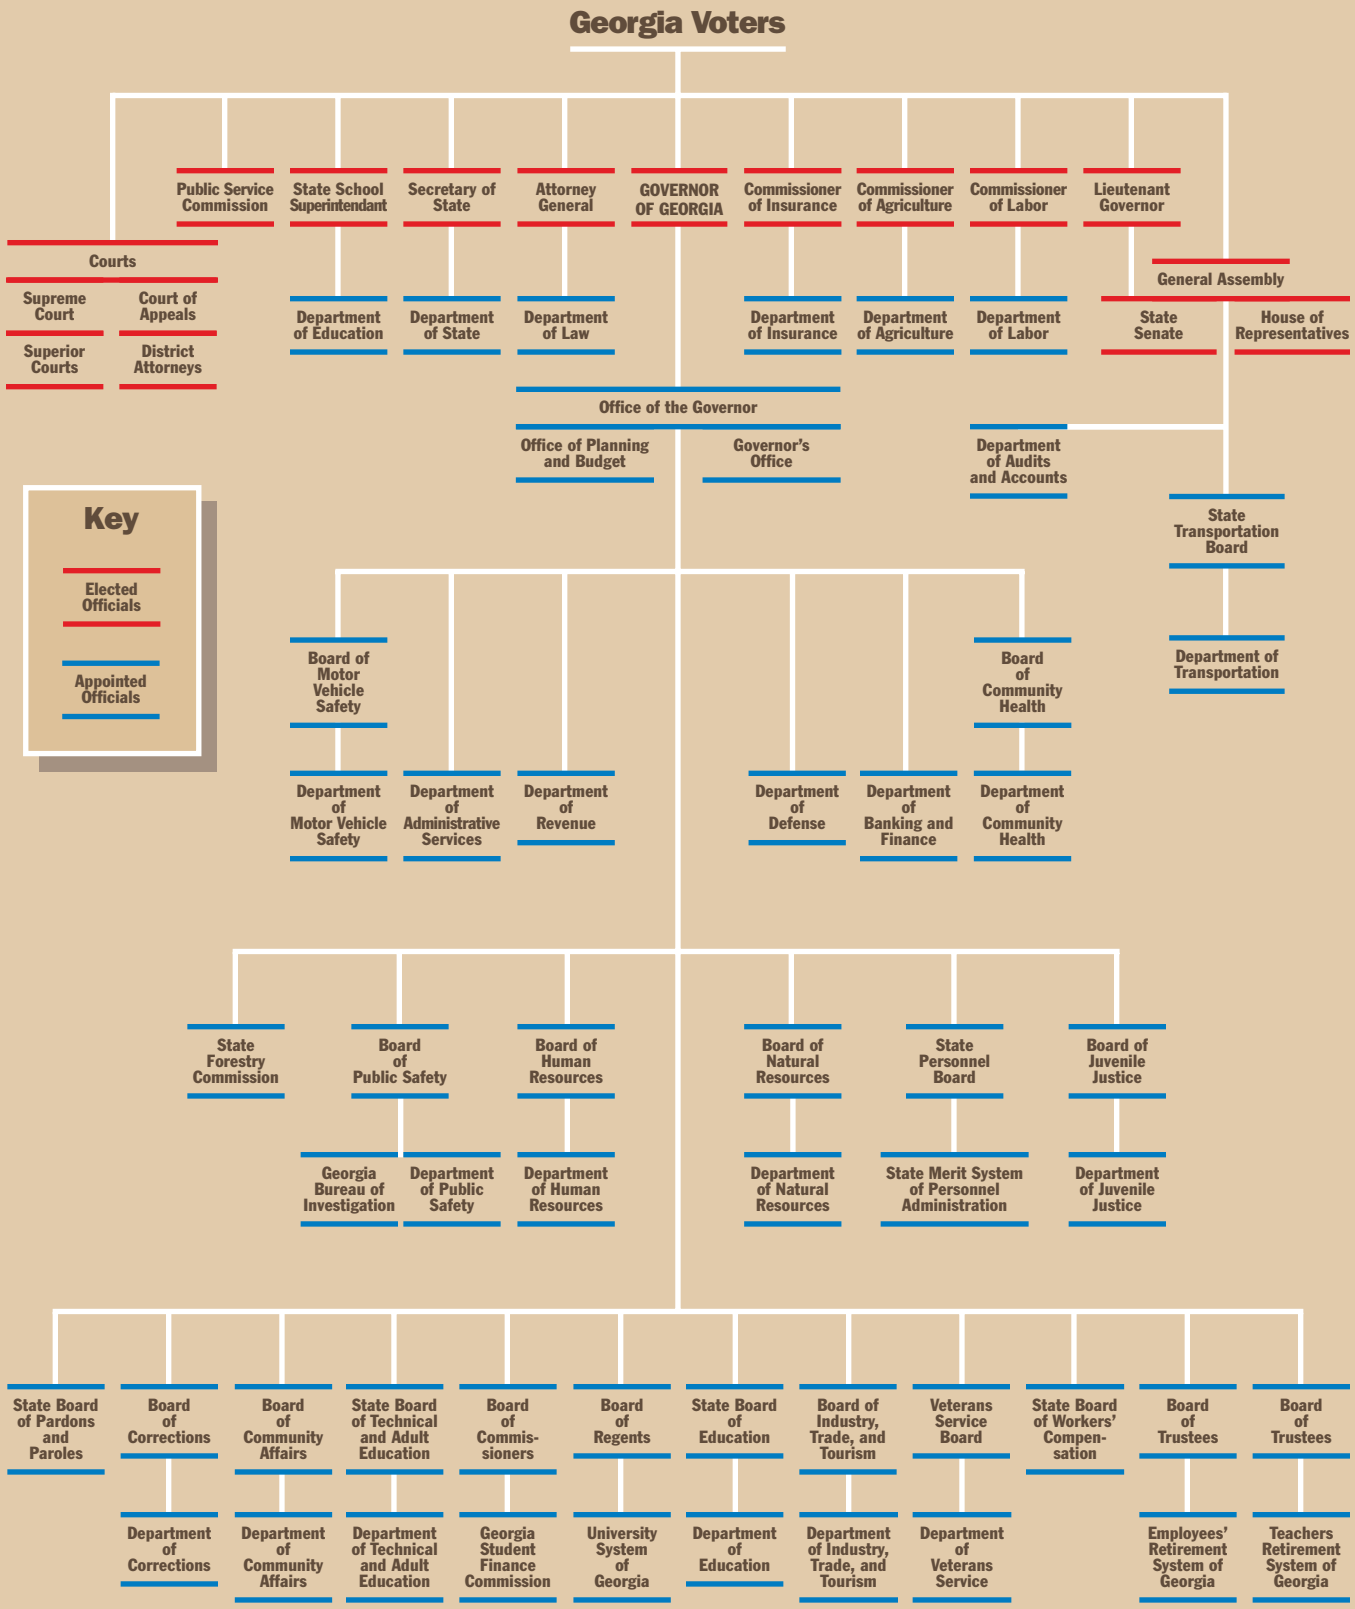 Georgia Voters
Public Service
Commission
State School
Superintendant
Secretary of
State
Attorney
General
GOVERNOR
OF GEORGIA
Commissioner
of Insurance
Commissioner
of Agriculture
Commissioner
of Labor
Lieutenant
Governor
Courts
Supreme
Court
Court of
Appeals
Superior
Courts
District
Attorneys
General Assembly
State
Senate
House of
Representatives
Department
of Education
Department
of State
Department
of Law
Department
of Insurance
Department
of Agriculture
Department
of Labor
Office of the Governor
Office of Planning
and Budget
Governor's
Office
Department
of Audits
and Accounts
State
Transportation
Board
Department of
Transportation
Key
Elected
Officials
Appointed
Officials
Board of
Motor
Vehicle
Safety
Board
of
Community
Health
Department
of
Motor Vehicle
Safety
Department
of
Administrative
Services
Department
of
Revenue
Department
of
Defense
Department
of
Banking and
Finance
Department
of
Community
Health
State
Forestry
Commission
Board
of
Public Safety
Board of
Human
Resources
Board of
Natural
Resources
State
Personnel
Board
Board of
Juvenile
Justice
Georgia
Bureau of
Investigation
Department
of Public
Safety
Department
of Human
Resources
Department
of Natural
Resources
State Merit System
of Personnel
Administration
Department
of Juvenile
Justice
State Board
of Pardons
and
Paroles
Board
of
Corrections
Board
of
Community
Affairs
State Board
of Technical
and Adult
Education
Board
of
Commis-
sioners
Board
of
Regents
State Board
of
Education
Board of
Industry,
Trade, and
Tourism
Veterans
Service
Board
State Board
of Workers'
Compen-
sation
Board
of
Trustees
Board
of
Trustees
Department
of
Corrections
Department
of
Community
Affairs
Department
of Technical
and Adult
Education
Georgia
Student
Finance
Commission
University
System
of
Georgia
Department
of
Education
Department
of Industry,
Trade, and
Tourism
Department
of
Veterans
Service
Employees'
Retirement
System of
Georgia
Teachers
Retirement
System of
Georgia